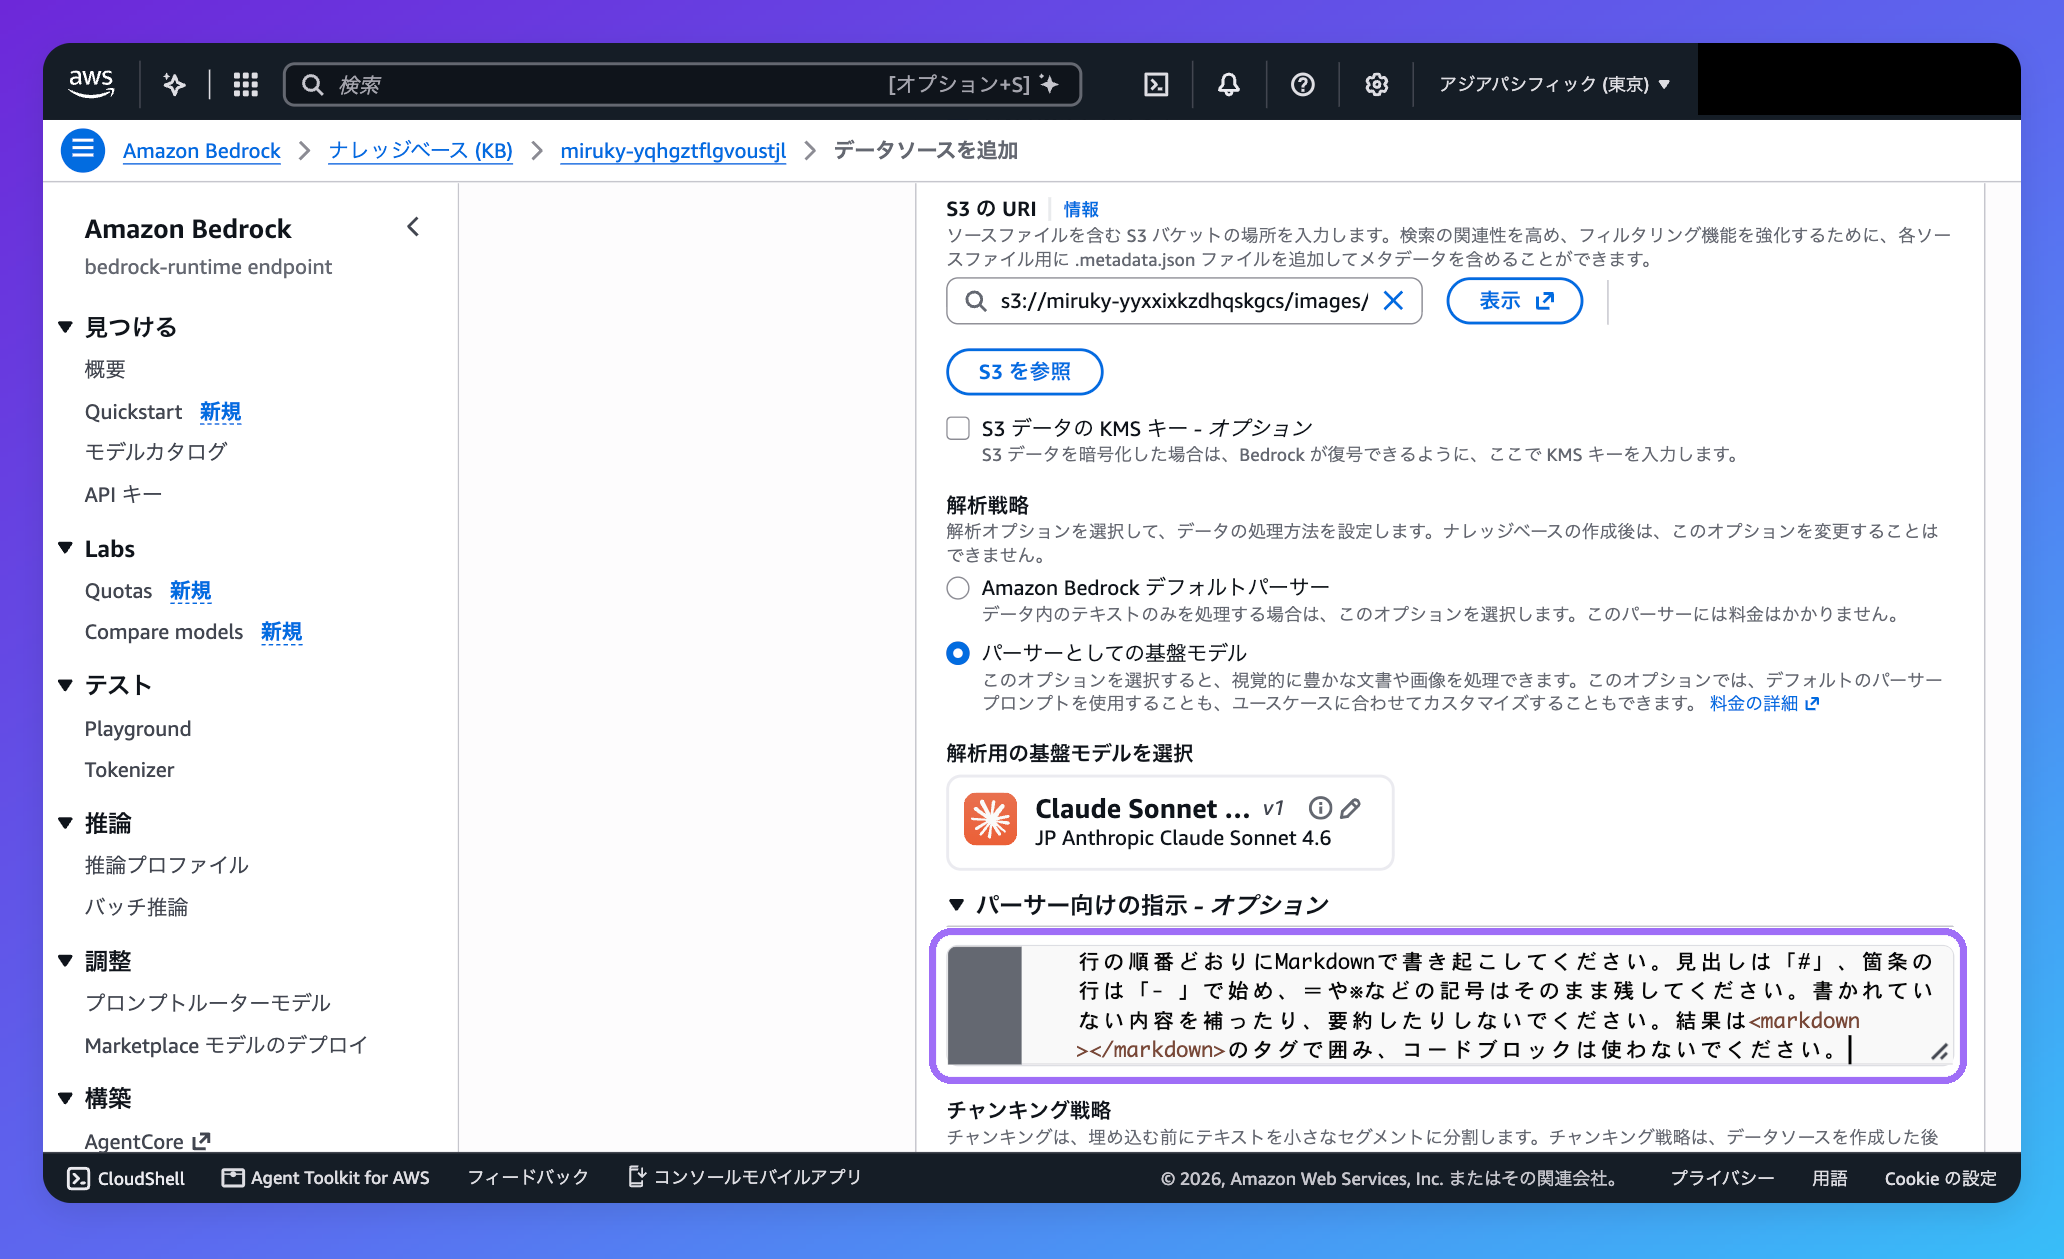 aws
検索
[オプション+S]
アジアパシフィック (東京) ▼
Amazon Bedrock
ナレッジベース (KB)
miruky-yqhgztflgvoustjl
データソースを追加
Amazon Bedrock
bedrock-runtime endpoint
見つける
概要
Quickstart 新規
モデルカタログ
API キー
Labs
Quotas 新規
Compare models 新規
テスト
Playground
Tokenizer
推論
推論プロファイル
バッチ推論
調整
プロンプトルーターモデル
Marketplace モデルのデプロイ
構築
AgentCore
S3 の URI 情報
ソースファイルを含む S3 バケットの場所を入力します。検索の関連性を高め、フィルタリング機能を強化するために、各ソー
スファイル用に .metadata.json ファイルを追加してメタデータを含めることができます。
s3://miruky-yyxxixkzdhqskgcs/images/
表示
S3 を参照
S3 データの KMS キー - オプション
S3 データを暗号化した場合は、Bedrock が復号できるように、ここで KMS キーを入力します。
解析戦略
解析オプションを選択して、データの処理方法を設定します。ナレッジベースの作成後は、このオプションを変更することは
できません。
Amazon Bedrock デフォルトパーサー
データ内のテキストのみを処理する場合は、このオプションを選択します。このパーサーには料金はかかりません。
パーサーとしての基盤モデル
このオプションを選択すると、視覚的に豊かな文書や画像を処理できます。このオプションでは、デフォルトのパーサー
プロンプトを使用することも、ユースケースに合わせてカスタマイズすることもできます。 料金の詳細
解析用の基盤モデルを選択
Claude Sonnet ... v1
JP Anthropic Claude Sonnet 4.6
パーサー向けの指示 - オプション
行の順番どおりにMarkdownで書き起こしてください。見出しは「#」、箇条の
行は「- 」で始め、＝や※などの記号はそのまま残してください。書かれてい
ない内容を補ったり、要約したりしないでください。結果は<markdown
></markdown>のタグで囲み、コードブロックは使わないでください。
チャンキング戦略
チャンキングは、埋め込む前にテキストを小さなセグメントに分割します。チャンキング戦略は、データソースを作成した後
CloudShell
Agent Toolkit for AWS
フィードバック
コンソールモバイルアプリ
© 2026, Amazon Web Services, Inc. またはその関連会社。
プライバシー
用語
Cookie の設定